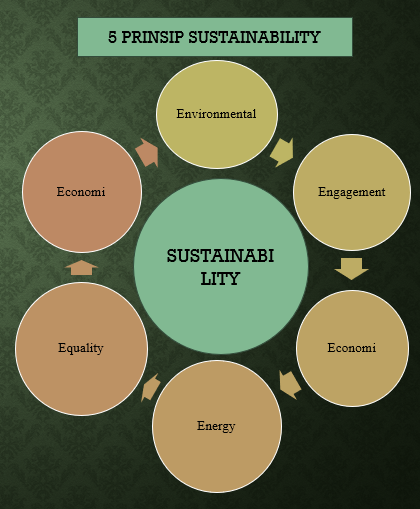 5 PRINSIP SUSTAINABILITY
Environmental
Engagement
Economi
Energy
Equality
Economi
SUSTAINABI
LITY